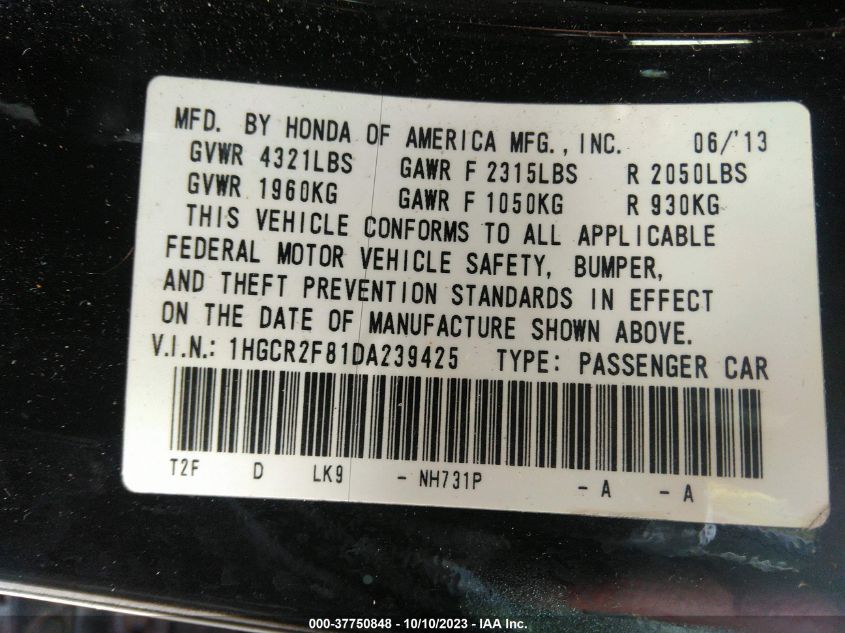 MFD. BY HONDA OF AMERICA MFG., INC. 06/'13
GVWR 4321LBS GAWR F 2315LBS R 2050LBS
GVWR 1960KG GAWR F 1050KG R 930KG
THIS VEHICLE CONFORMS TO ALL APPLICABLE
FEDERAL MOTOR VEHICLE SAFETY, BUMPER,
AND THEFT PREVENTION STANDARDS IN EFFECT
ON THE DATE OF MANUFACTURE SHOWN ABOVE.
V.I.N.: 1HGCR2F81DA239425 TYPE: PASSENGER CAR
T2F D LK9 - NH731P - A - A
000-37750848 - 10/10/2023 - IAA Inc.